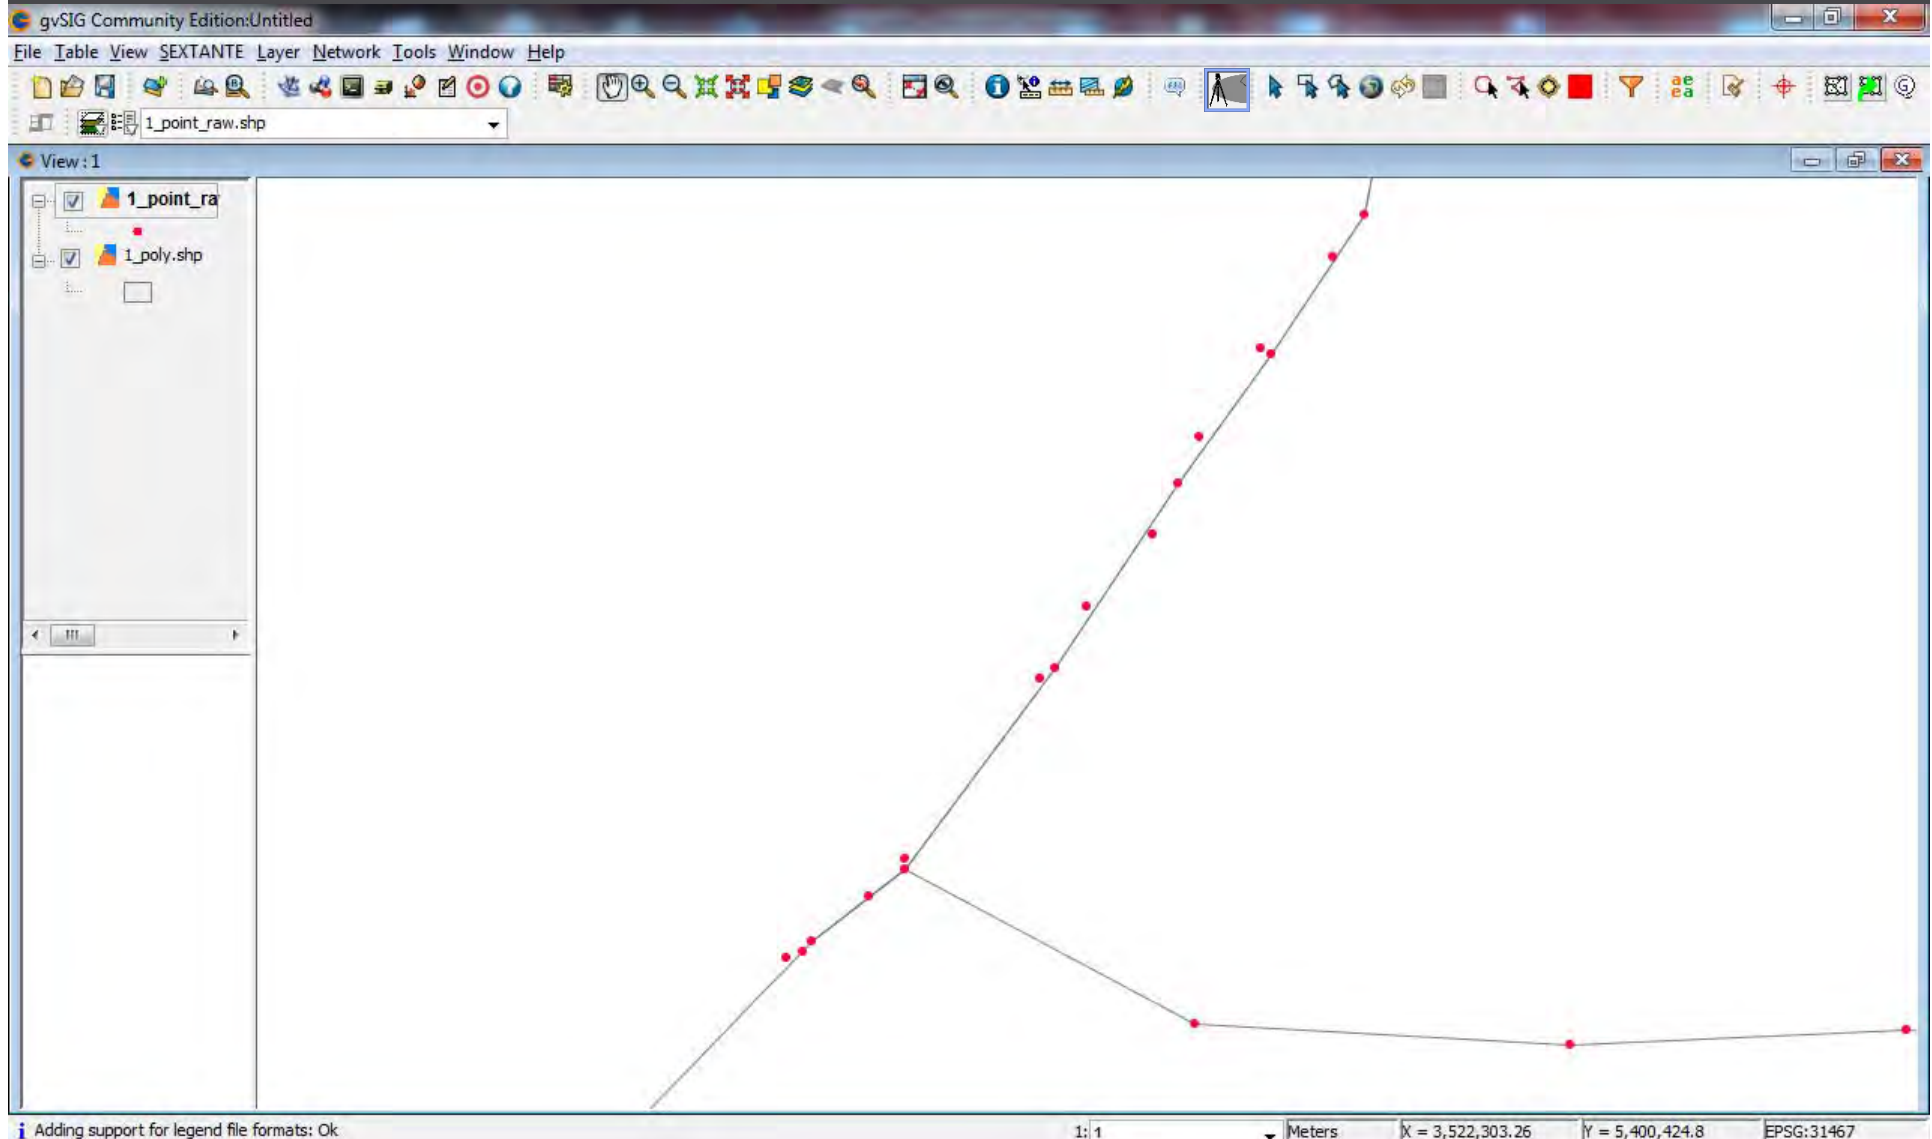 gvSIG Community Edition:Untitled
File Table View SEXTANTE Layer Network Tools Window Help
1_point_raw.shp
View : 1
1_point_ra
1_poly.shp
Adding support for legend file formats: Ok
1: 1
Meters
X = 3,522,303.26
Y = 5,400,424.8
EPSG:31467